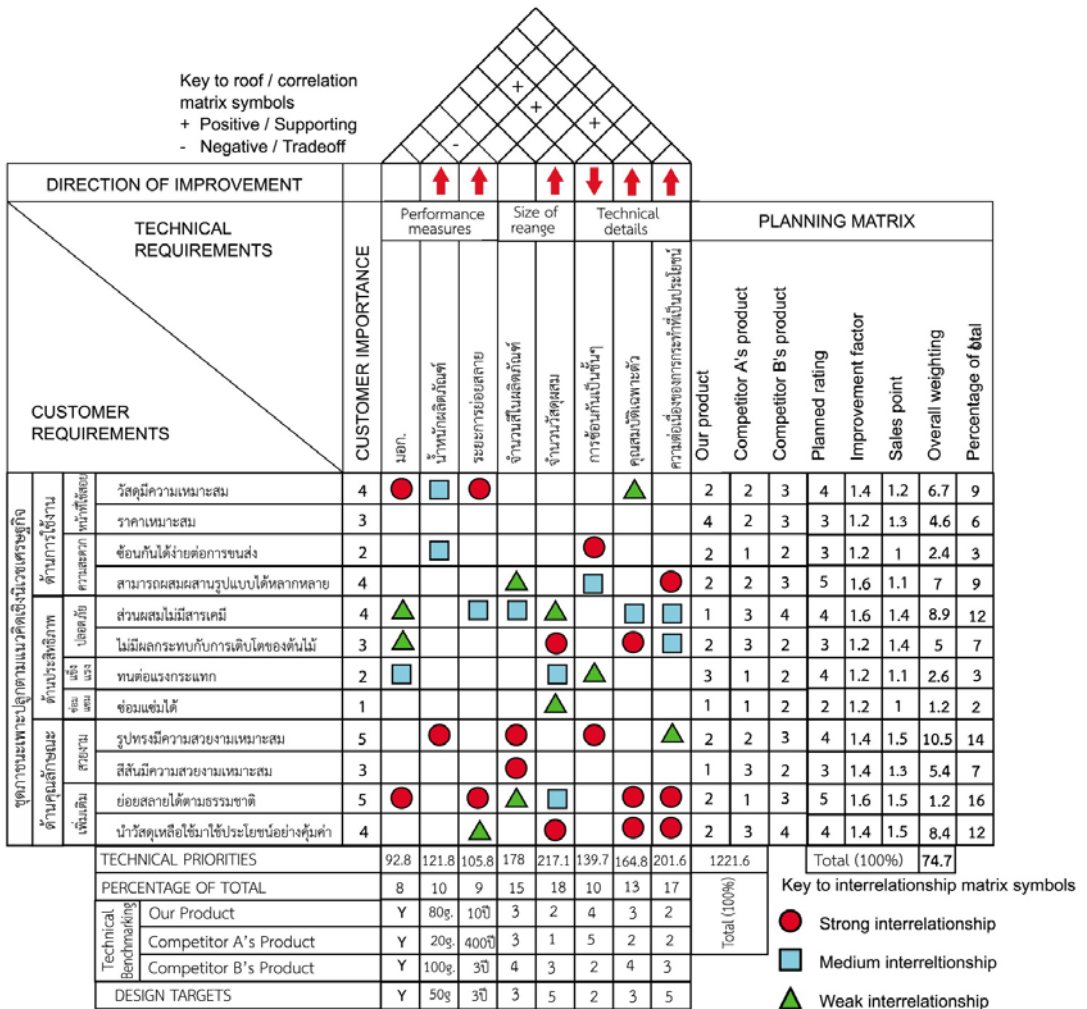 Key to roof / correlation
matrix symbols
+ Positive / Supporting
- Negative / Tradeoff
+
+
+
-
DIRECTION OF IMPROVEMENT
TECHNICAL
REQUIREMENTS
CUSTOMER
REQUIREMENTS
CUSTOMER IMPORTANCE
Performance
measures
Size of
reange
Technical
details
PLANNING MATRIX
มอก.
น้ำหนักผลิตภัณฑ์
ระยะการย่อยสลาย
จำนวนสีในผลิตภัณฑ์
จำนวนวัสดุผสม
การซ้อนกันเป็นชั้นๆ
คุณสมบัติเฉพาะตัว
ความต่อเนื่องของการกระทำที่เป็นประโยชน์
Our product
Competitor A's product
Competitor B's product
Planned rating
Improvement factor
Sales point
Overall weighting
Percentage of total
ชุดภาชนะเพาะปลูกตามแนวคิดเชิงนิเวศเศรษฐกิจ
ด้านการใช้งาน
หน้าที่ใช้สอย
วัสดุมีความเหมาะสม 4 2 2 3 4 1.4 1.2 6.7 9
ราคาเหมาะสม 3 4 2 3 3 1.2 1.3 4.6 6
ความสะดวก
ซ้อนกันได้ง่ายต่อการขนส่ง 2 2 1 2 3 1.2 1 2.4 3
สามารถผสมผสานรูปแบบได้หลากหลาย 4 2 2 3 5 1.6 1.1 7 9
ด้านประสิทธิภาพ
ปลอดภัย
ส่วนผสมไม่มีสารเคมี 4 1 3 4 4 1.6 1.4 8.9 12
ไม่มีผลกระทบกับการเติบโตของต้นไม้ 3 2 3 2 3 1.2 1.4 5 7
แข็ง
แรง
ทนต่อแรงกระแทก 2 3 1 2 4 1.2 1.1 2.6 3
ซ่อม
แซม
ซ่อมแซ่มได้ 1 1 1 2 2 1.2 1 1.2 2
ด้านคุณลักษณะ
สวยงาม
รูปทรงมีความสวยงามเหมาะสม 5 2 2 3 4 1.4 1.5 10.5 14
สีสันมีความสวยงามเหมาะสม 3 1 3 2 3 1.4 1.3 5.4 7
เพิ่มเติม
ย่อยสลายได้ตามธรรมชาติ 5 2 1 3 5 1.6 1.5 1.2 16
นำวัสดุเหลือใช้มาใช้ประโยชน์อย่างคุ้มค่า 4 2 3 4 4 1.4 1.5 8.4 12
TECHNICAL PRIORITIES 92.8 121.8 105.8 178 217.1 139.7 164.8 201.6 1221.6 Total (100%) 74.7
PERCENTAGE OF TOTAL 8 10 9 15 18 10 13 17
Total (100%)
Technical
Benchmarking
Our Product Y 80g. 10ปี 3 2 4 3 2
Competitor A's Product Y 20g. 400ปี 3 1 5 2 2
Competitor B's Product Y 100g. 3ปี 4 3 2 4 3
DESIGN TARGETS Y 50g 3ปี 3 5 2 3 5
Key to interrelationship matrix symbols
Strong interrelationship
Medium interreltionship
Weak interrelationship